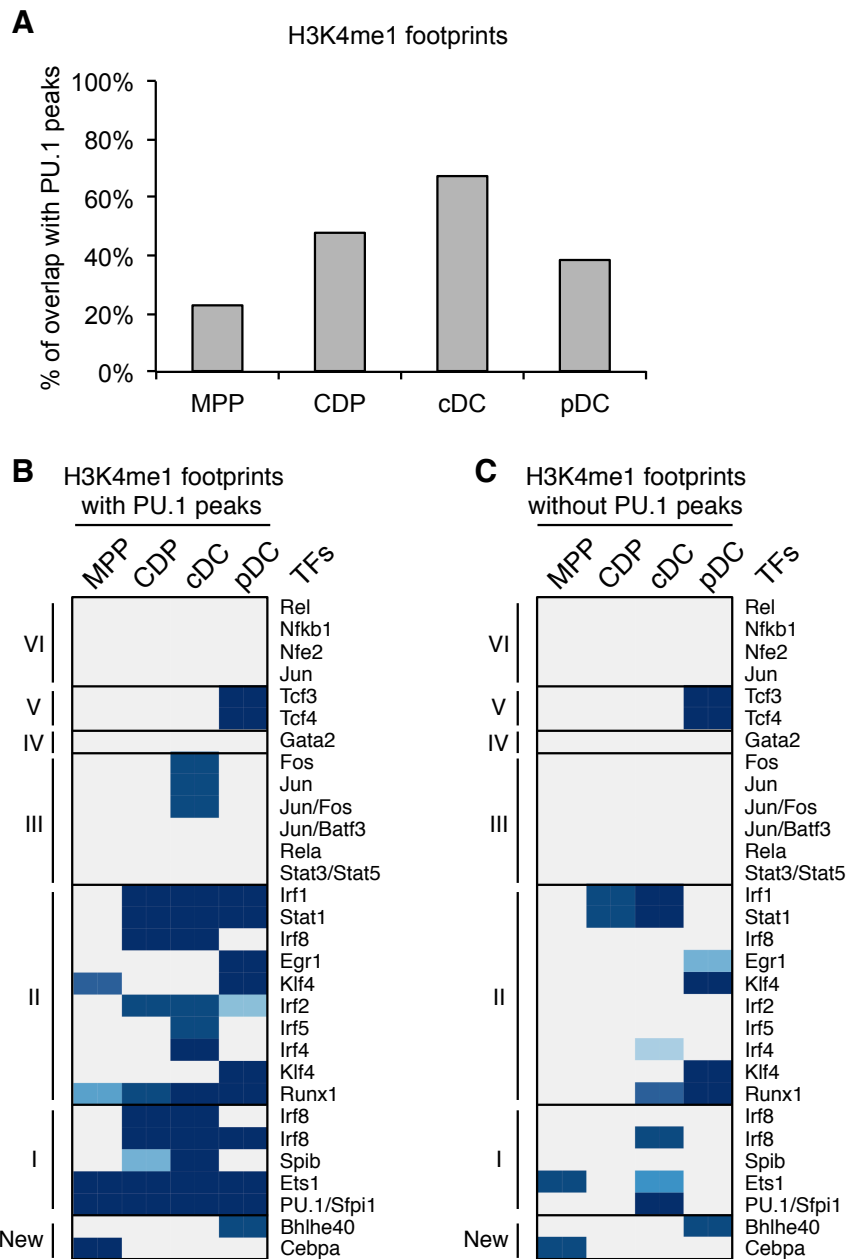 A
H3K4me1 footprints
% of overlap with PU.1 peaks
100%
80%
60%
40%
20%
0%
MPP
CDP
cDC
pDC
B
H3K4me1 footprints
with PU.1 peaks
MPP
CDP
cDC
pDC
TFs
VI
Rel
Nfkb1
Nfe2
Jun
V
Tcf3
Tcf4
IV
Gata2
III
Fos
Jun
Jun/Fos
Jun/Batf3
Rela
Stat3/Stat5
II
Irf1
Stat1
Irf8
Egr1
Klf4
Irf2
Irf5
Irf4
Klf4
Runx1
I
Irf8
Irf8
Spib
Ets1
PU.1/Sfpi1
New
Bhlhe40
Cebpa
C
H3K4me1 footprints
without PU.1 peaks
MPP
CDP
cDC
pDC
TFs
VI
Rel
Nfkb1
Nfe2
Jun
V
Tcf3
Tcf4
IV
Gata2
III
Fos
Jun
Jun/Fos
Jun/Batf3
Rela
Stat3/Stat5
II
Irf1
Stat1
Irf8
Egr1
Klf4
Irf2
Irf5
Irf4
Klf4
Runx1
I
Irf8
Irf8
Spib
Ets1
PU.1/Sfpi1
New
Bhlhe40
Cebpa